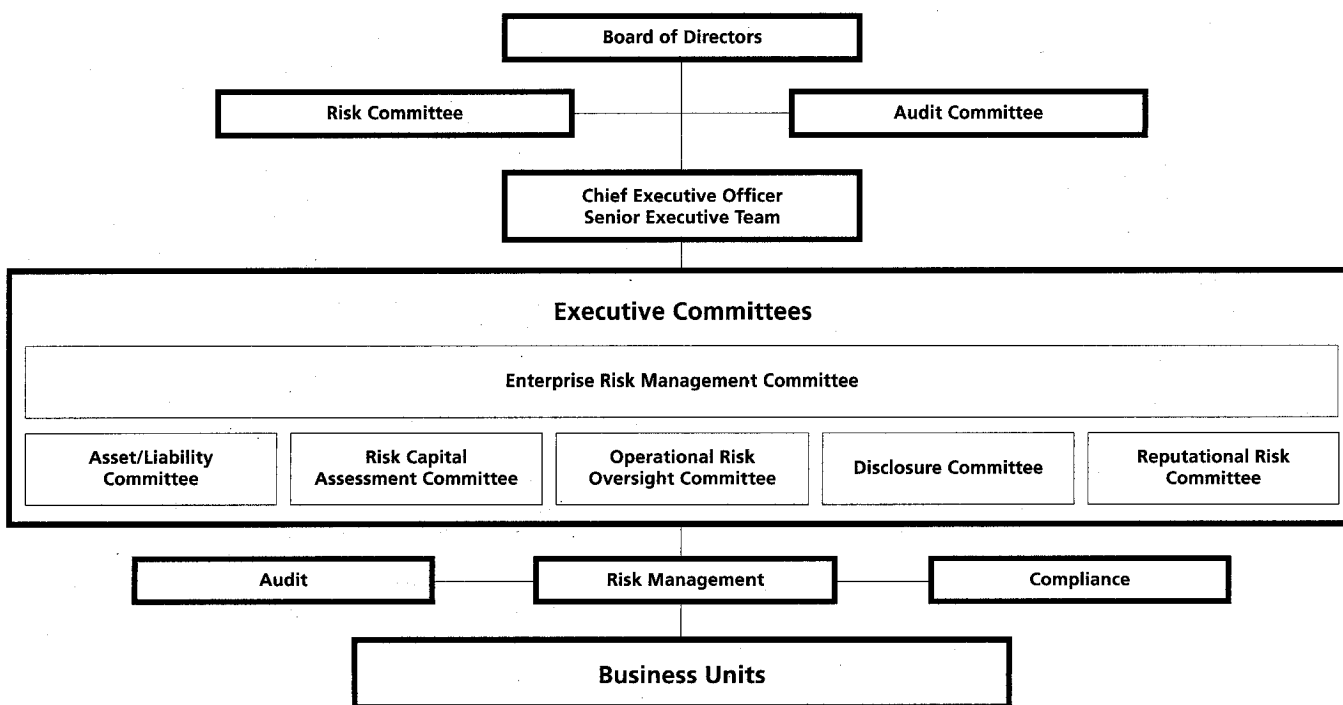 Board of Directors
Risk Committee
Audit Committee
Chief Executive Officer
Senior Executive Team
Executive Committees
Enterprise Risk Management Committee
Asset/Liability
Committee
Risk Capital
Assessment Committee
Operational Risk
Oversight Committee
Disclosure Committee
Reputational Risk
Committee
Audit
Risk Management
Compliance
Business Units